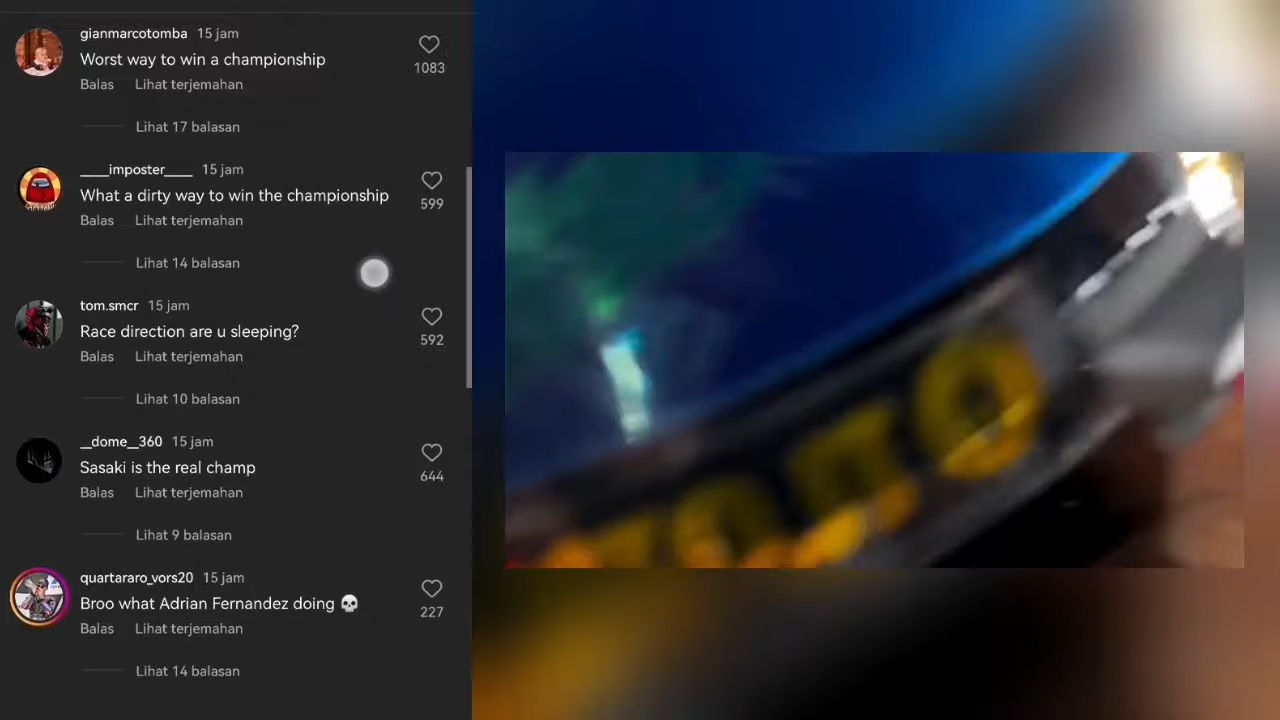 gianmarcotomba 15 jam
Worst way to win a championship
1083
Balas Lihat terjemahan
Lihat 17 balasan
____imposter____ 15 jam
What a dirty way to win the championship
599
Balas Lihat terjemahan
Lihat 14 balasan
tom.smcr 15 jam
Race direction are u sleeping?
592
Balas Lihat terjemahan
Lihat 10 balasan
__dome__360 15 jam
Sasaki is the real champ
644
Balas Lihat terjemahan
Lihat 9 balasan
quartararo_vors20 15 jam
Broo what Adrian Fernandez doing 💀
227
Balas Lihat terjemahan
Lihat 14 balasan